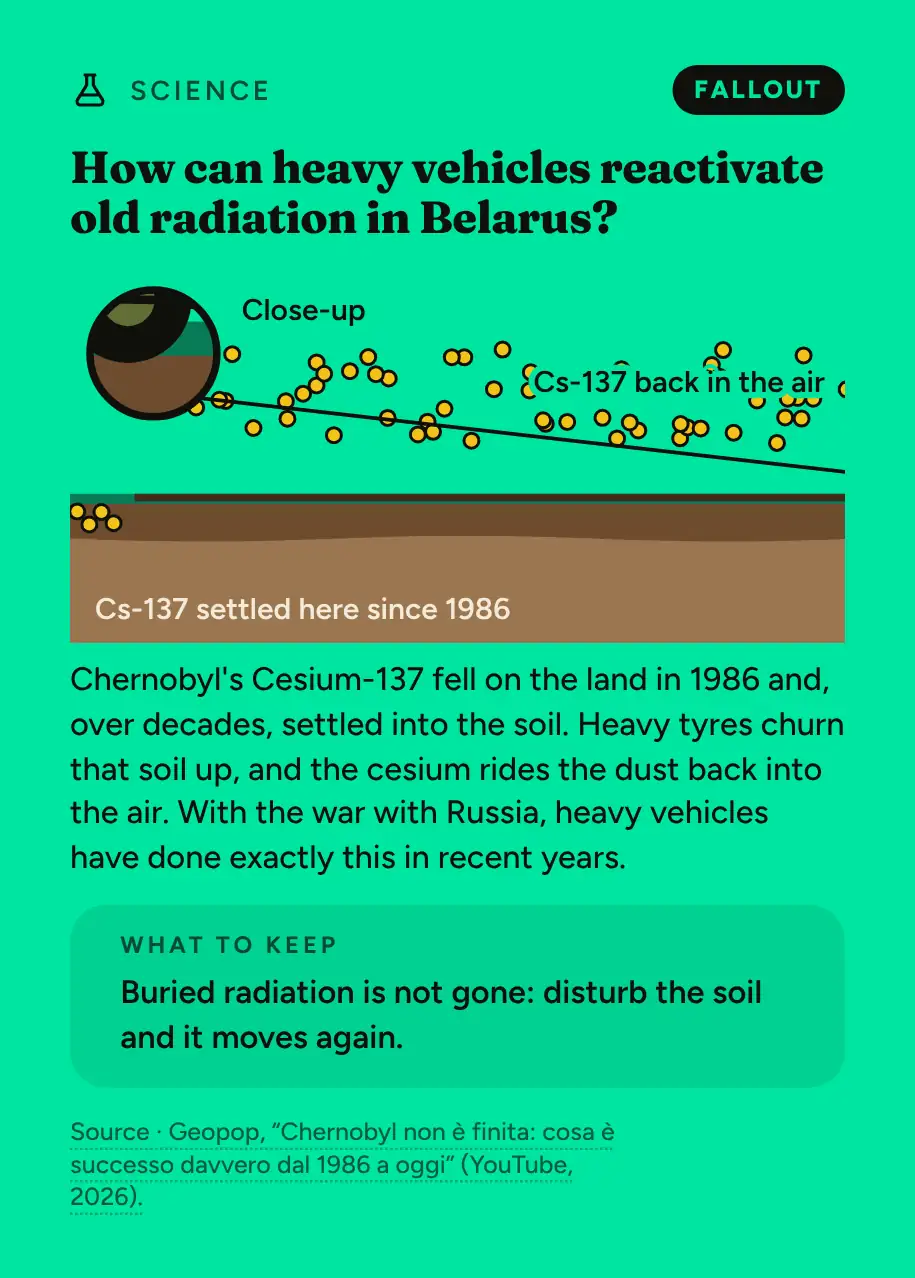 SCIENCE
FALLOUT
How can heavy vehicles reactivate
old radiation in Belarus?
Close-up
Cs-137 back in the air
Cs-137 settled here since 1986
Chernobyl's Cesium-137 fell on the land in 1986 and,
over decades, settled into the soil. Heavy tyres churn
that soil up, and the cesium rides the dust back into
the air. With the war with Russia, heavy vehicles
have done exactly this in recent years.
WHAT TO KEEP
Buried radiation is not gone: disturb the soil
and it moves again.
Source · Geopop, “Chernobyl non è finita: cosa è
successo davvero dal 1986 a oggi” (YouTube,
2026).